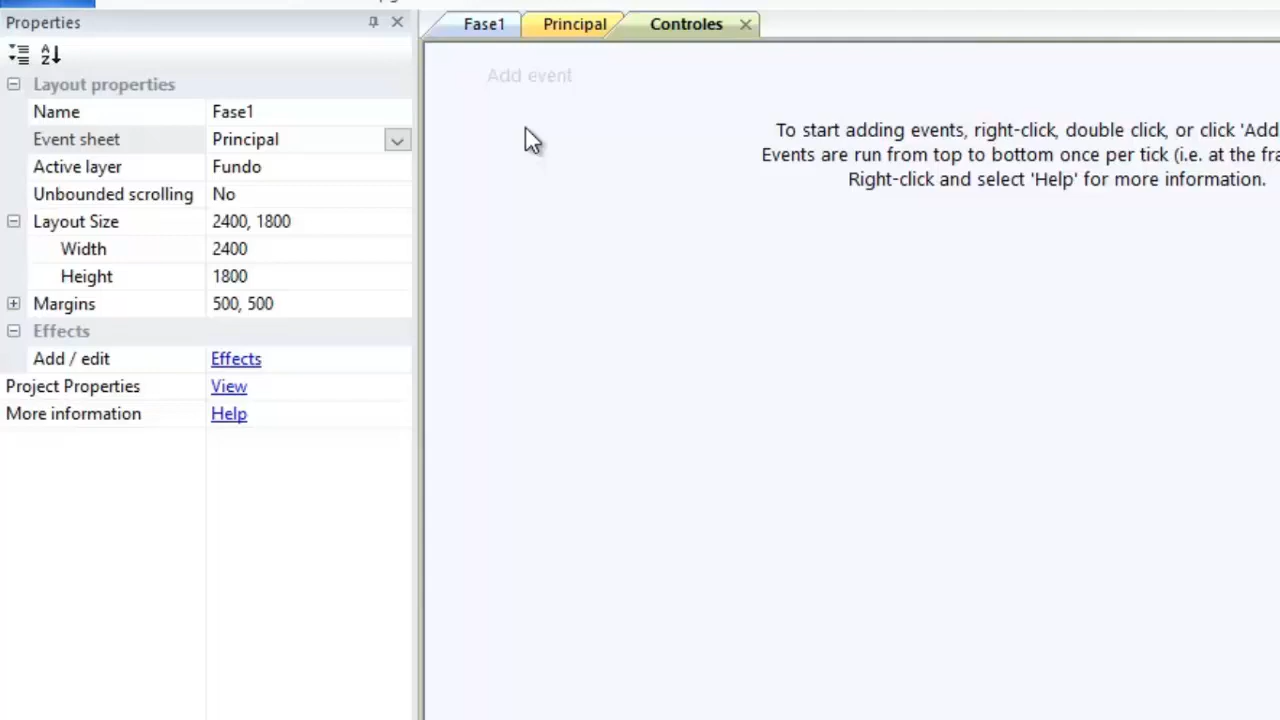 Properties
Fase1 Principal Controles
Layout properties
Add event
Name Fase1
Event sheet Principal
Active layer Fundo
Unbounded scrolling No
Layout Size 2400, 1800
Width 2400
Height 1800
Margins 500, 500
Effects
Add / edit Effects
Project Properties View
More information Help
To start adding events, right-click, double click, or click 'Add
Events are run from top to bottom once per tick (i.e. at the fra
Right-click and select 'Help' for more information.